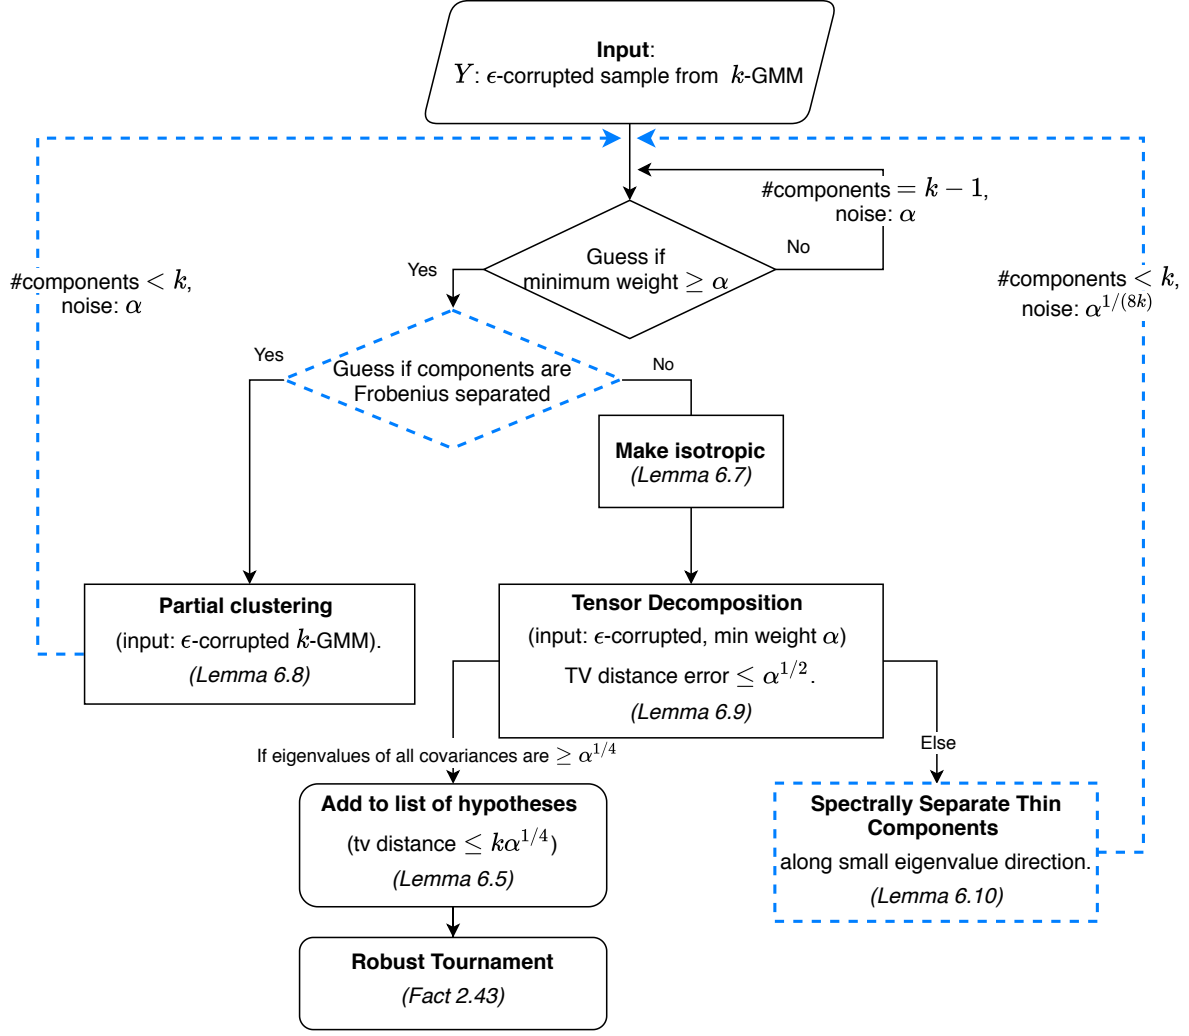 Input:
Y: ϵ-corrupted sample from k-GMM
#components = k − 1,
noise: α
No
Guess if
minimum weight ≥ α
Yes
#components < k,
noise: α
#components < k,
noise: α^{1/(8k)}
Yes
Guess if components are
Frobenius separated
No
Make isotropic
(Lemma 6.7)
Partial clustering
(input: ϵ-corrupted k-GMM).
(Lemma 6.8)
Tensor Decomposition
(input: ϵ-corrupted, min weight α)
TV distance error ≤ α^{1/2}.
(Lemma 6.9)
If eigenvalues of all covariances are ≥ α^{1/4}
Else
Add to list of hypotheses
(tv distance ≤ kα^{1/4})
(Lemma 6.5)
Spectrally Separate Thin
Components
along small eigenvalue direction.
(Lemma 6.10)
Robust Tournament
(Fact 2.43)